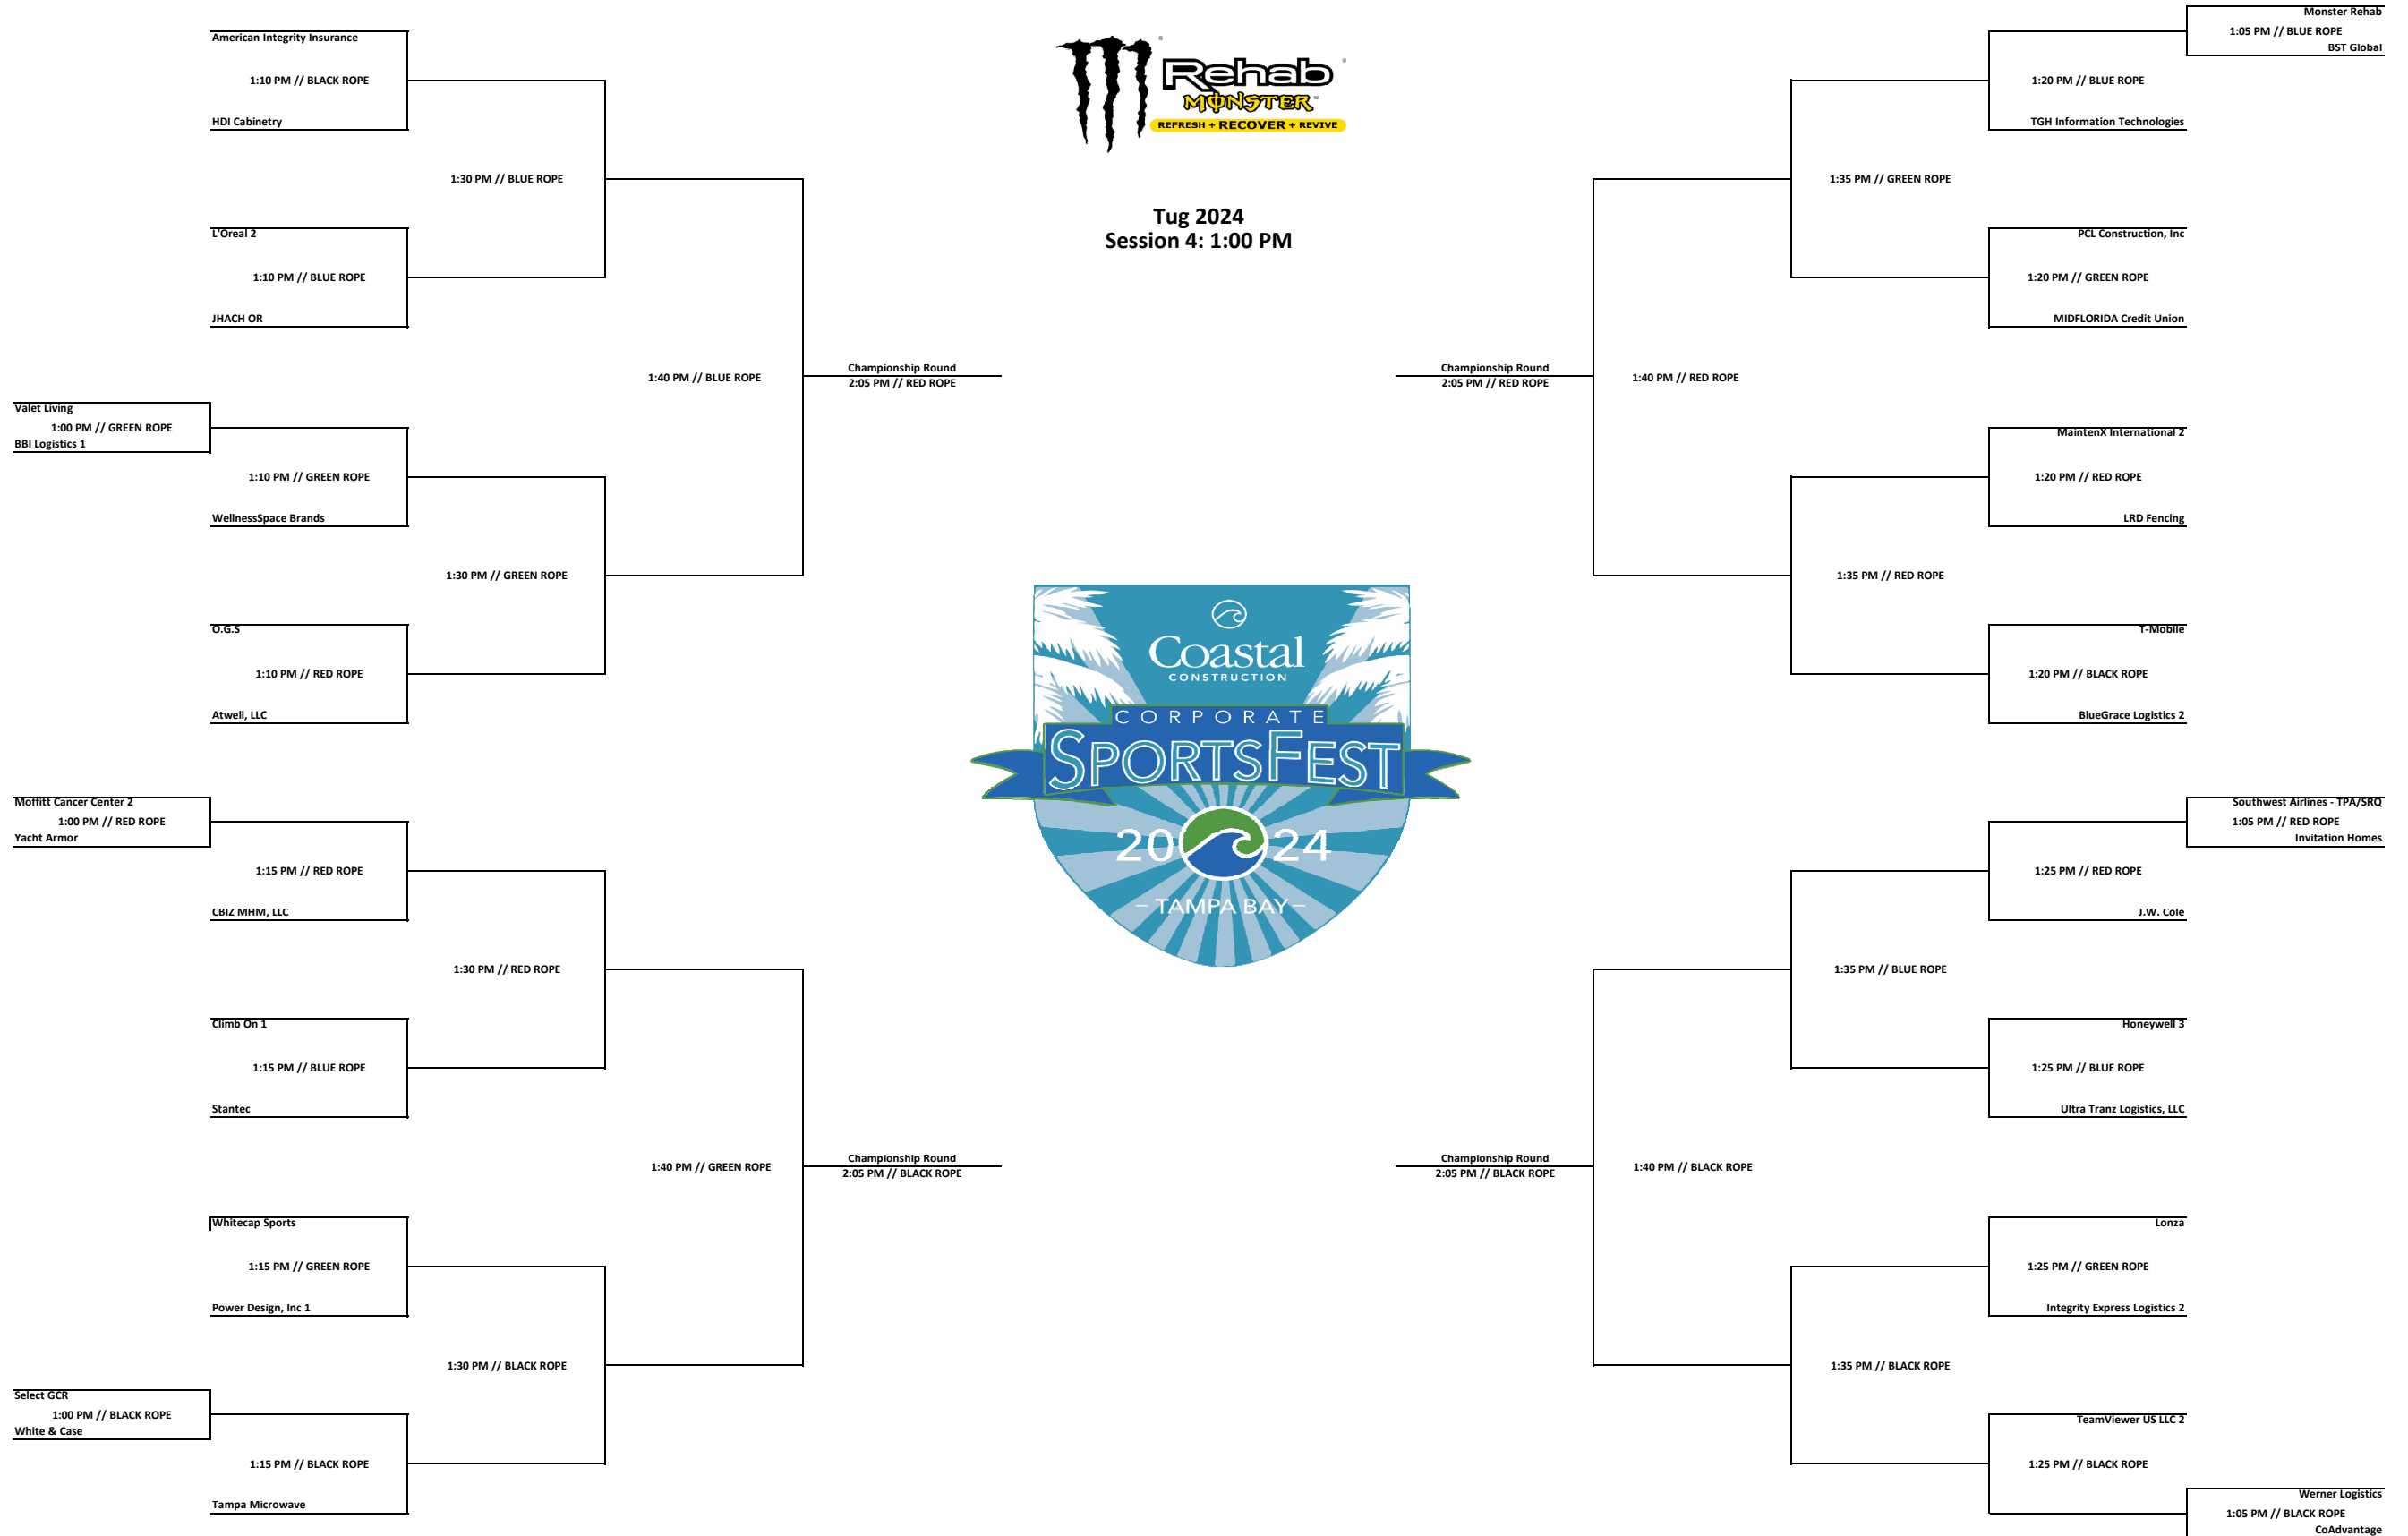 Rehab
MONSTER
REFRESH + RECOVER + REVIVE
Tug 2024
Session 4: 1:00 PM
American Integrity Insurance
1:10 PM // BLACK ROPE
HDI Cabinetry
1:30 PM // BLUE ROPE
L'Oreal 2
1:10 PM // BLUE ROPE
JHACH OR
1:40 PM // BLUE ROPE
Championship Round
2:05 PM // RED ROPE
Valet Living
1:00 PM // GREEN ROPE
BBI Logistics 1
1:10 PM // GREEN ROPE
WellnessSpace Brands
1:30 PM // GREEN ROPE
O.G.S
1:10 PM // RED ROPE
Atwell, LLC
Moffitt Cancer Center 2
1:00 PM // RED ROPE
Yacht Armor
1:15 PM // RED ROPE
CBIZ MHM, LLC
1:30 PM // RED ROPE
Climb On 1
1:15 PM // BLUE ROPE
Stantec
1:40 PM // GREEN ROPE
Championship Round
2:05 PM // BLACK ROPE
Whitecap Sports
1:15 PM // GREEN ROPE
Power Design, Inc 1
1:30 PM // BLACK ROPE
Select GCR
1:00 PM // BLACK ROPE
White & Case
1:15 PM // BLACK ROPE
Tampa Microwave
Coastal
CONSTRUCTION
CORPORATE
SPORTSFEST
20 24
– TAMPA BAY –
Monster Rehab
1:05 PM // BLUE ROPE
BST Global
1:20 PM // BLUE ROPE
TGH Information Technologies
1:35 PM // GREEN ROPE
PCL Construction, Inc
1:20 PM // GREEN ROPE
MIDFLORIDA Credit Union
Championship Round
2:05 PM // RED ROPE
1:40 PM // RED ROPE
MaintenX International 2
1:20 PM // RED ROPE
LRD Fencing
1:35 PM // RED ROPE
T-Mobile
1:20 PM // BLACK ROPE
BlueGrace Logistics 2
Southwest Airlines - TPA/SRQ
1:05 PM // RED ROPE
Invitation Homes
1:25 PM // RED ROPE
J.W. Cole
1:35 PM // BLUE ROPE
Honeywell 3
1:25 PM // BLUE ROPE
Ultra Tranz Logistics, LLC
Championship Round
2:05 PM // BLACK ROPE
1:40 PM // BLACK ROPE
Lonza
1:25 PM // GREEN ROPE
Integrity Express Logistics 2
1:35 PM // BLACK ROPE
TeamViewer US LLC 2
1:25 PM // BLACK ROPE
Werner Logistics
1:05 PM // BLACK ROPE
CoAdvantage